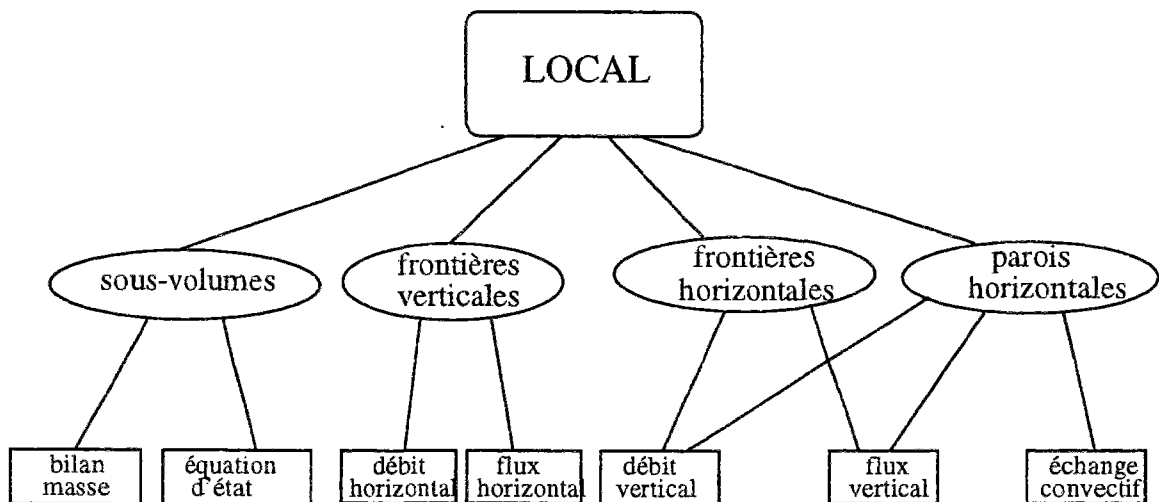 LOCAL
sous-volumes
frontières
verticales
frontières
horizontales
parois
horizontales
bilan
masse
équation
d'état
débit
horizontal
flux
horizontal
débit
vertical
flux
vertical
échange
convectif